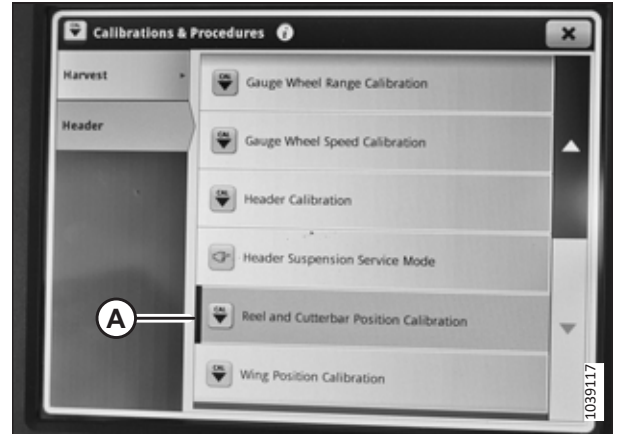 Calibrations & Procedures
Harvest
Header
Gauge Wheel Range Calibration
Gauge Wheel Speed Calibration
Header Calibration
Header Suspension Service Mode
A
Reel and Cutterbar Position Calibration
Wing Position Calibration
1039117